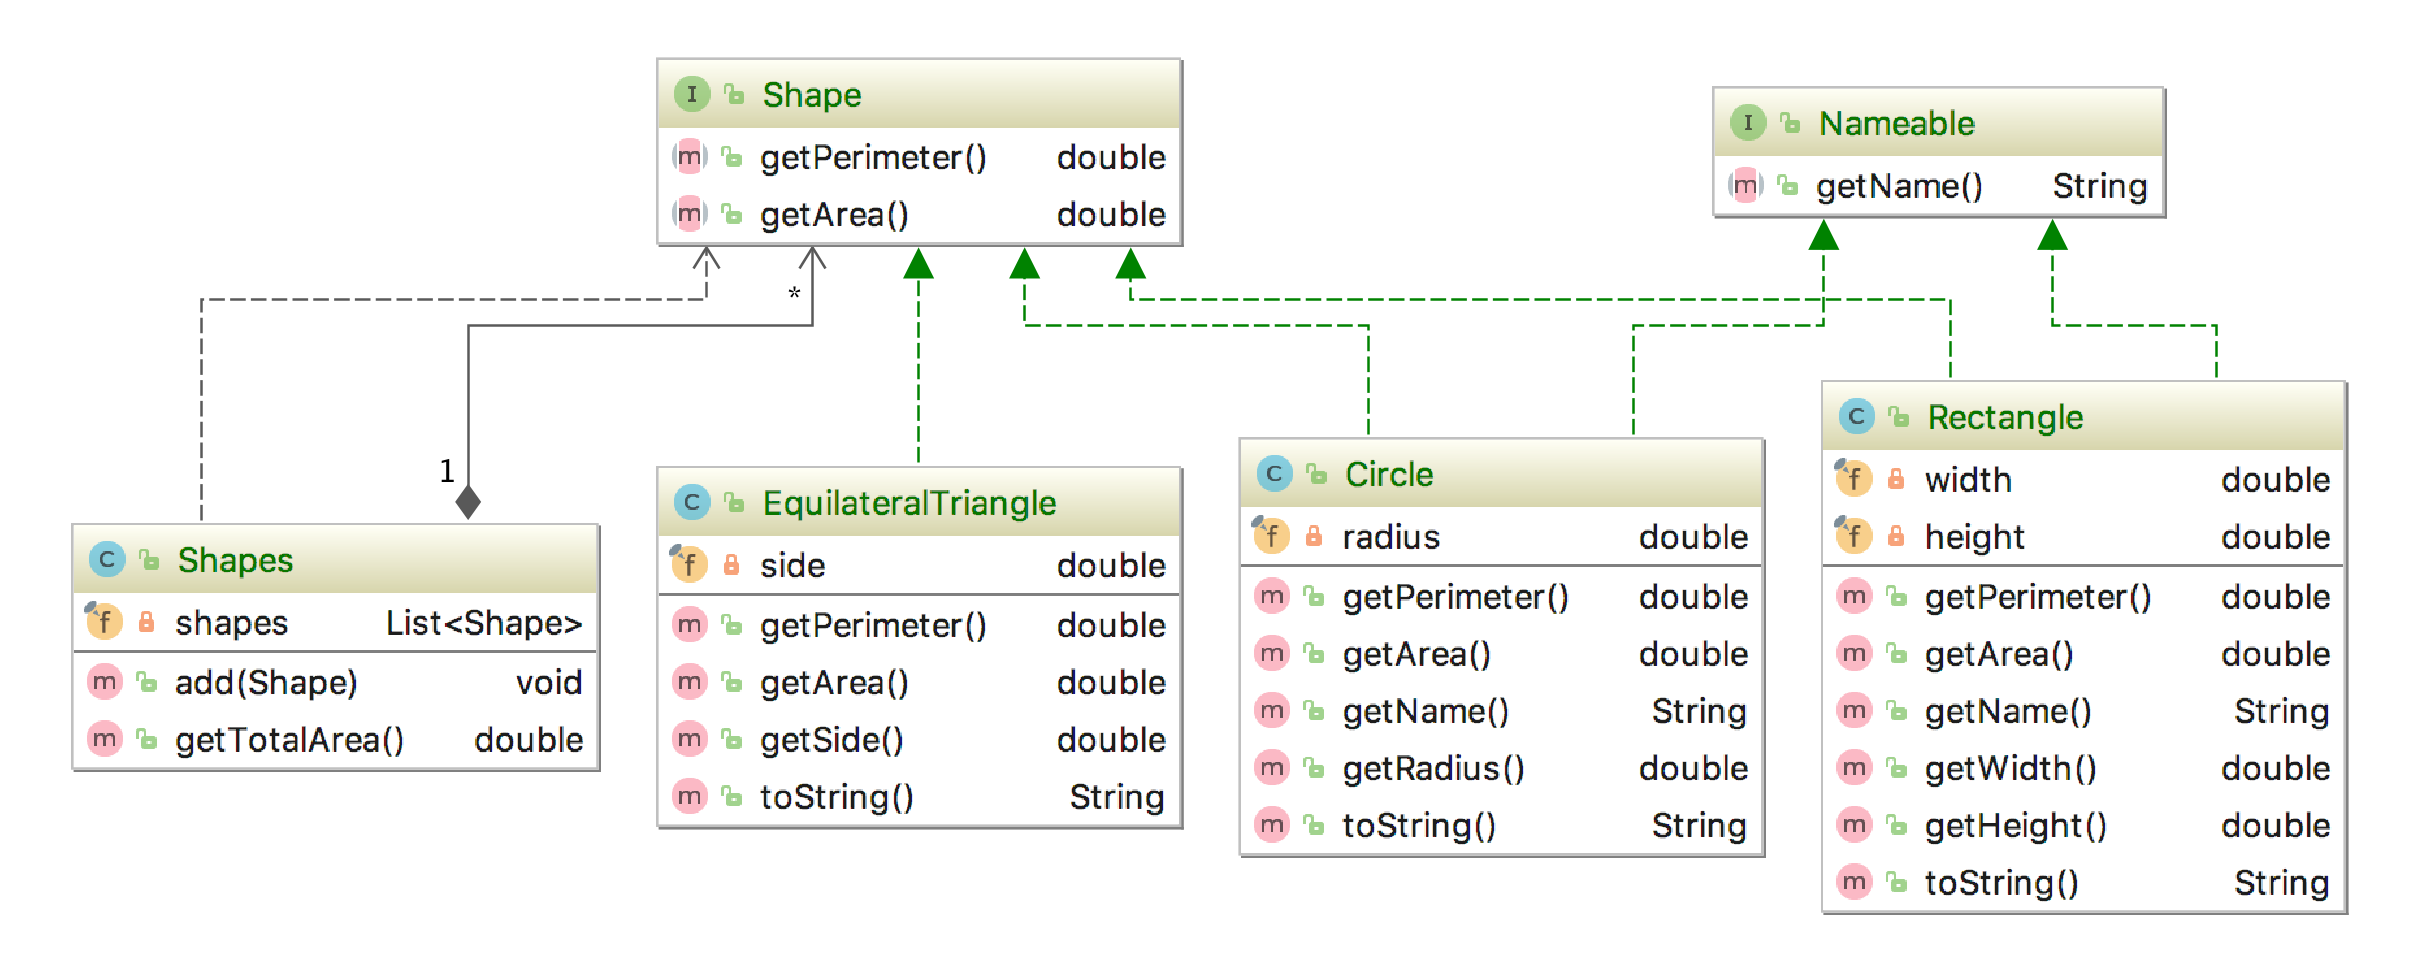 I Shape
m getPerimeter() double
m getArea() double
I Nameable
m getName() String
*
1
C Shapes
f shapes List<Shape>
m add(Shape) void
m getTotalArea() double
C EquilateralTriangle
f side double
m getPerimeter() double
m getArea() double
m getSide() double
m toString() String
C Circle
f radius double
m getPerimeter() double
m getArea() double
m getName() String
m getRadius() double
m toString() String
C Rectangle
f width double
f height double
m getPerimeter() double
m getArea() double
m getName() String
m getWidth() double
m getHeight() double
m toString() String